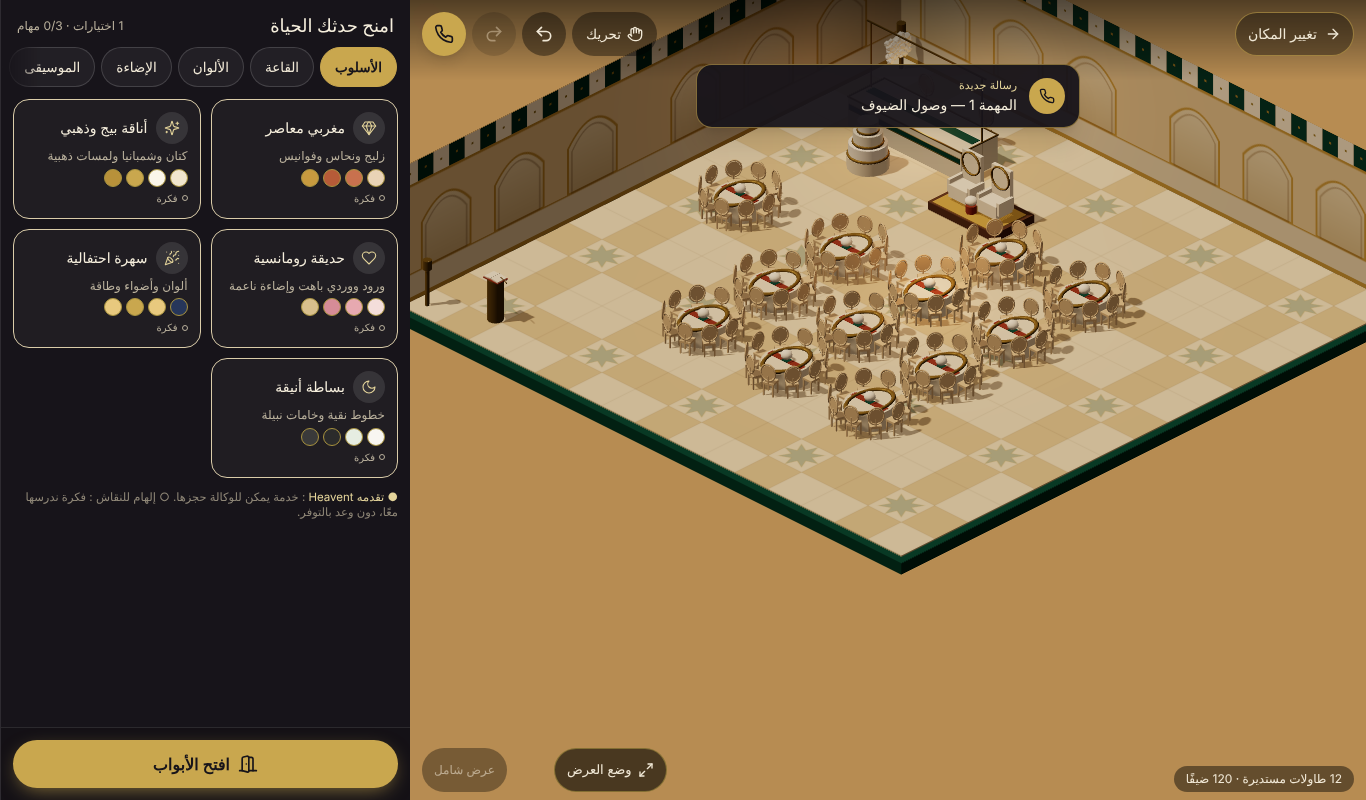 امنح حدثك الحياة
1 اختيارات · 0/3 مهام
الأسلوب
القاعة
الألوان
الإضاءة
الموسيقى
مغربي معاصر
زليج ونحاس وفوانيس
فكرة
أناقة بيج وذهبي
كتان وشمبانيا ولمسات ذهبية
فكرة
حديقة رومانسية
ورود ووردي باهت وإضاءة ناعمة
فكرة
سهرة احتفالية
ألوان وأضواء وطاقة
فكرة
بساطة أنيقة
خطوط نقية وخامات نبيلة
فكرة
تقدمه Heavent : خدمة يمكن للوكالة حجزها. ○ إلهام للنقاش : فكرة ندرسها
معًا، دون وعد بالتوفر.
افتح الأبواب
تغيير المكان
تحريك
رسالة جديدة
المهمة 1 — وصول الضيوف
12 طاولات مستديرة · 120 ضيفًا
وضع العرض
عرض شامل